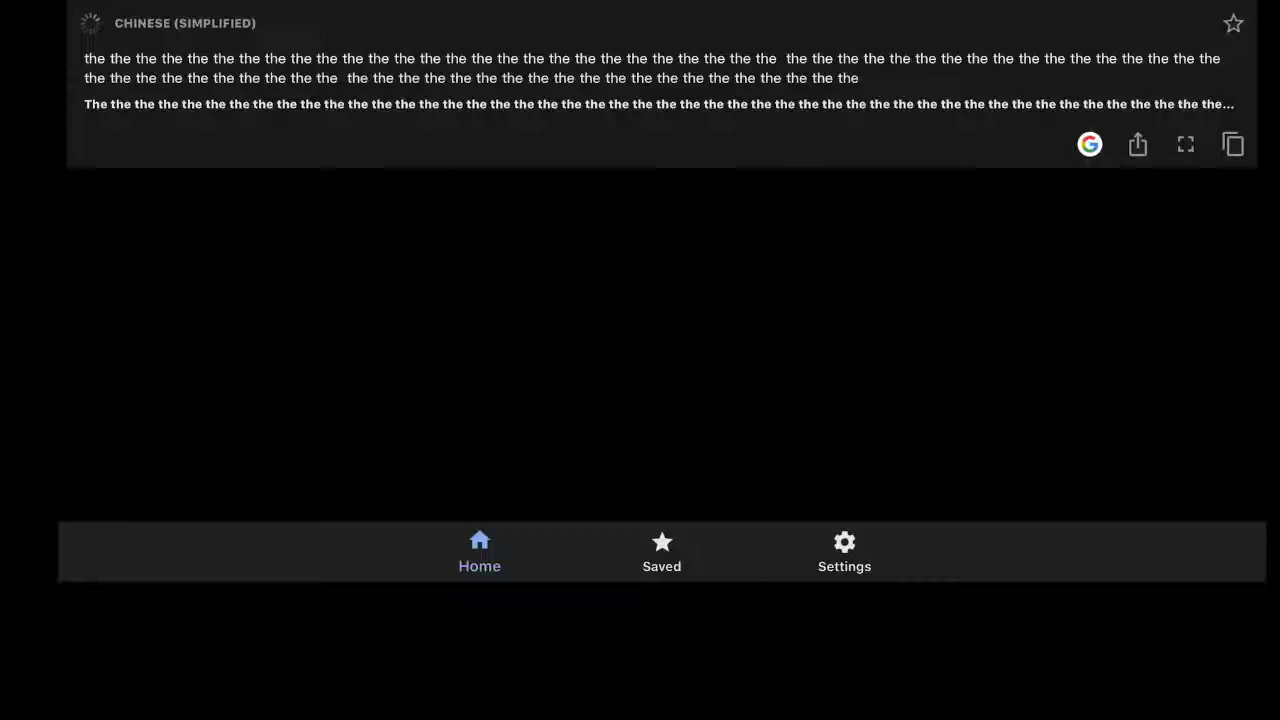 CHINESE (SIMPLIFIED)
the the the the the the the the the the the the the the the the the the the the the the the the the the the  the the the the the the the the the the the the the the the the the
the the the the the the the the the the  the the the the the the the the the the the the the the the the the the the the
The the the the the the the the the the the the the the the the the the the the the the the the the the the the the the the the the the the the the the the the the the the the the the the the...
Home
Saved
Settings